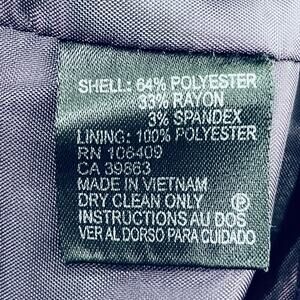 SHELL: 64% POLYESTER
33% RAYON
3% SPANDEX
LINING: 100% POLYESTER
RN 106409
CA 39863
MADE IN VIETNAM
DRY CLEAN ONLY P
INSTRUCTIONS AU DOS
VER AL DORSO PARA CUIDADO